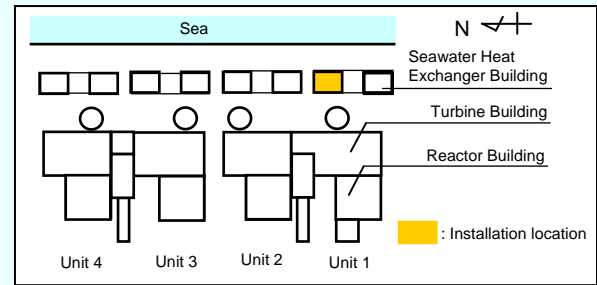 Sea
N
Seawater Heat
Exchanger Building
Turbine Building
Reactor Building
: Installation location
Unit 4
Unit 3
Unit 2
Unit 1